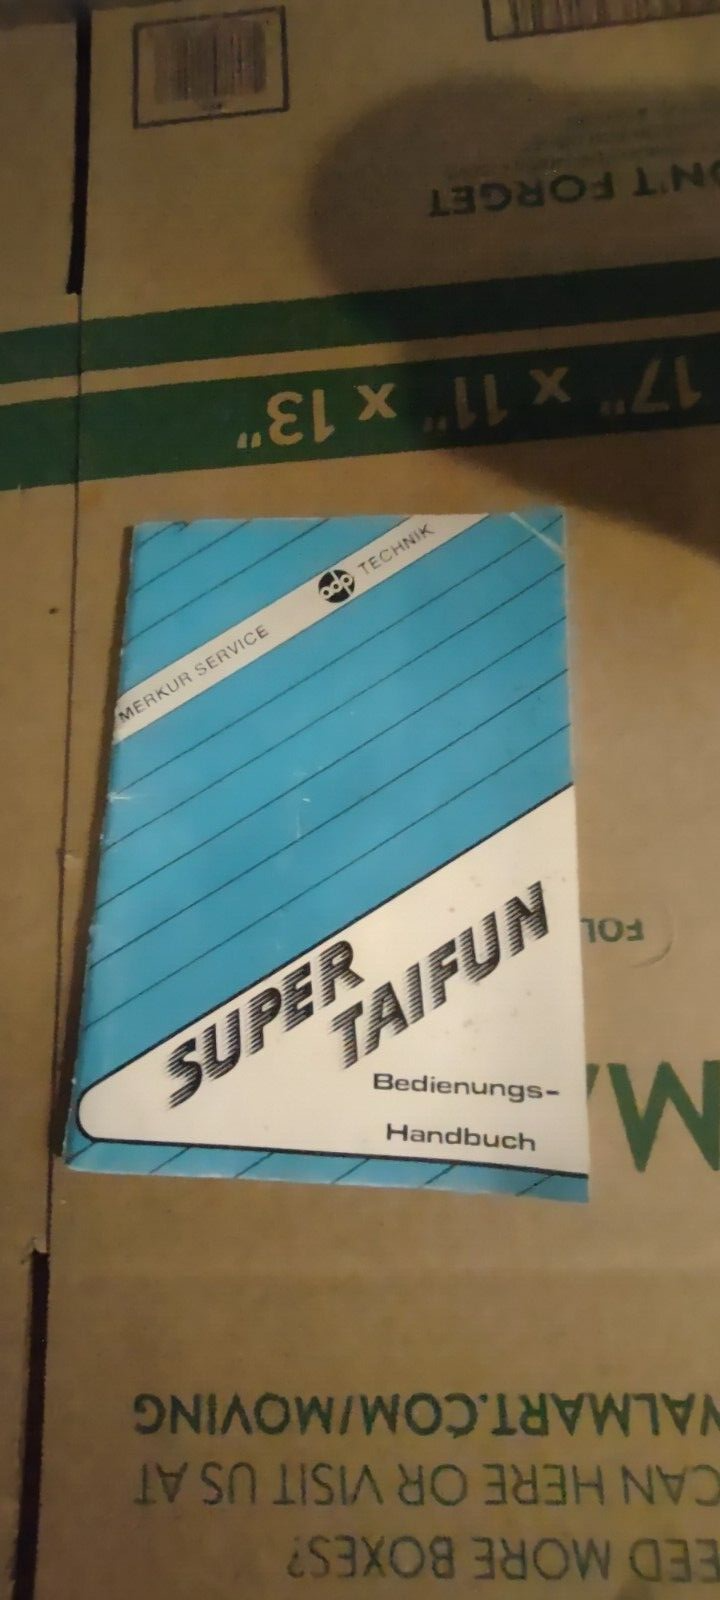 N'T FORGET
17" x 11" x 13"
MERKUR SERVICE adp TECHNIK
SUPER
TAIFUN
Bedienungs-
Handbuch
FOL
WALMART.COM/MOVING
CAN HERE OR VISIT US AT
EED MORE BOXES?